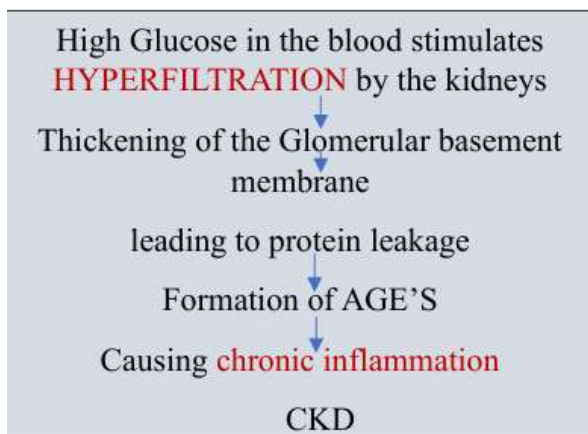 High Glucose in the blood stimulates
HYPERFILTRATION by the kidneys
Thickening of the Glomerular basement
membrane
leading to protein leakage
Formation of AGE’S
Causing chronic inflammation
CKD